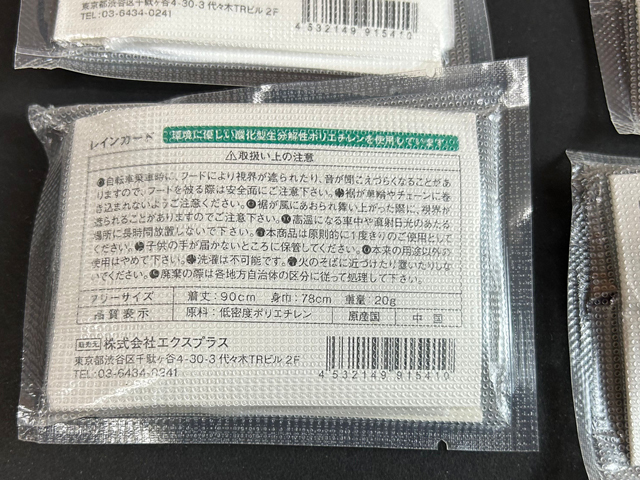 東京都渋谷区千駄ヶ谷4-30-3 代々木TRビル 2F
TEL:03-6434-0241
4 532149 915410
レインガード 環境に優しい酸化型生分解性ポリエチレンを使用しています
⚠取扱い上の注意
●自転車乗車時に、フードにより視界が遮られたり、音が聞こえづらくなることがあ
りますので、フードを被る際は安全面にご注意下さい。●裾が車輪やチェーンに巻
き込まれないようご注意ください。●裾が風にあおられ舞い上がった際に、視界が
遮られることがありますのでご注意下さい。●高温になる車中や直射日光のあたる
場所に長時間放置しないで下さい。●本商品は原則的に1度きりのご使用として
ください。●子供の手が届かないところに保管してください。●本来の用途以外の
使用はやめて下さい。●洗濯は不可能です。●火のそばに近づけたり置いたりしな
いでください。●廃棄の際は各地方自治体の区分に従って処理して下さい。
フリーサイズ 着丈:90cm 身巾:78cm 重量:20g
品質表示 原料:低密度ポリエチレン 原産国 中国
販売元 株式会社エクスプラス
東京都渋谷区千駄ヶ谷4-30-3 代々木TRビル 2F
TEL:03-6434-0241
4 532149 915410